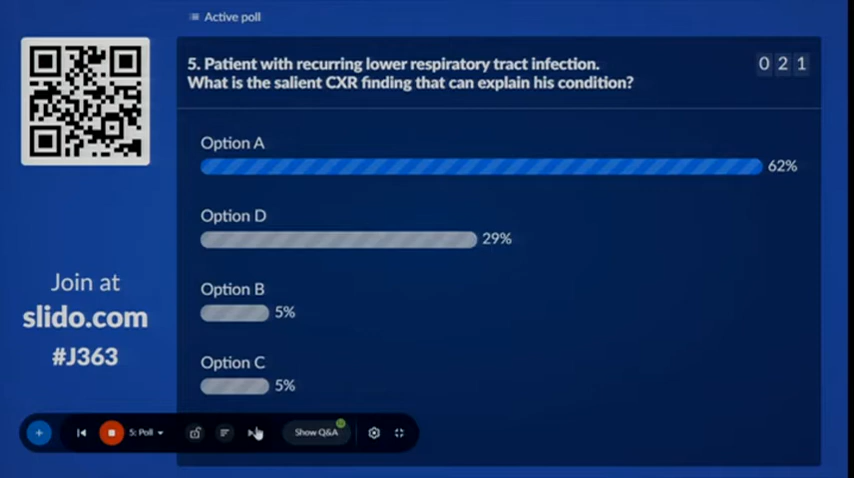 Active poll
5. Patient with recurring lower respiratory tract infection.
What is the salient CXR finding that can explain his condition?
0 2 1
Option A
62%
Option D
29%
Option B
5%
Option C
5%
Join at
slido.com
#J363
5: Poll
Show Q&A